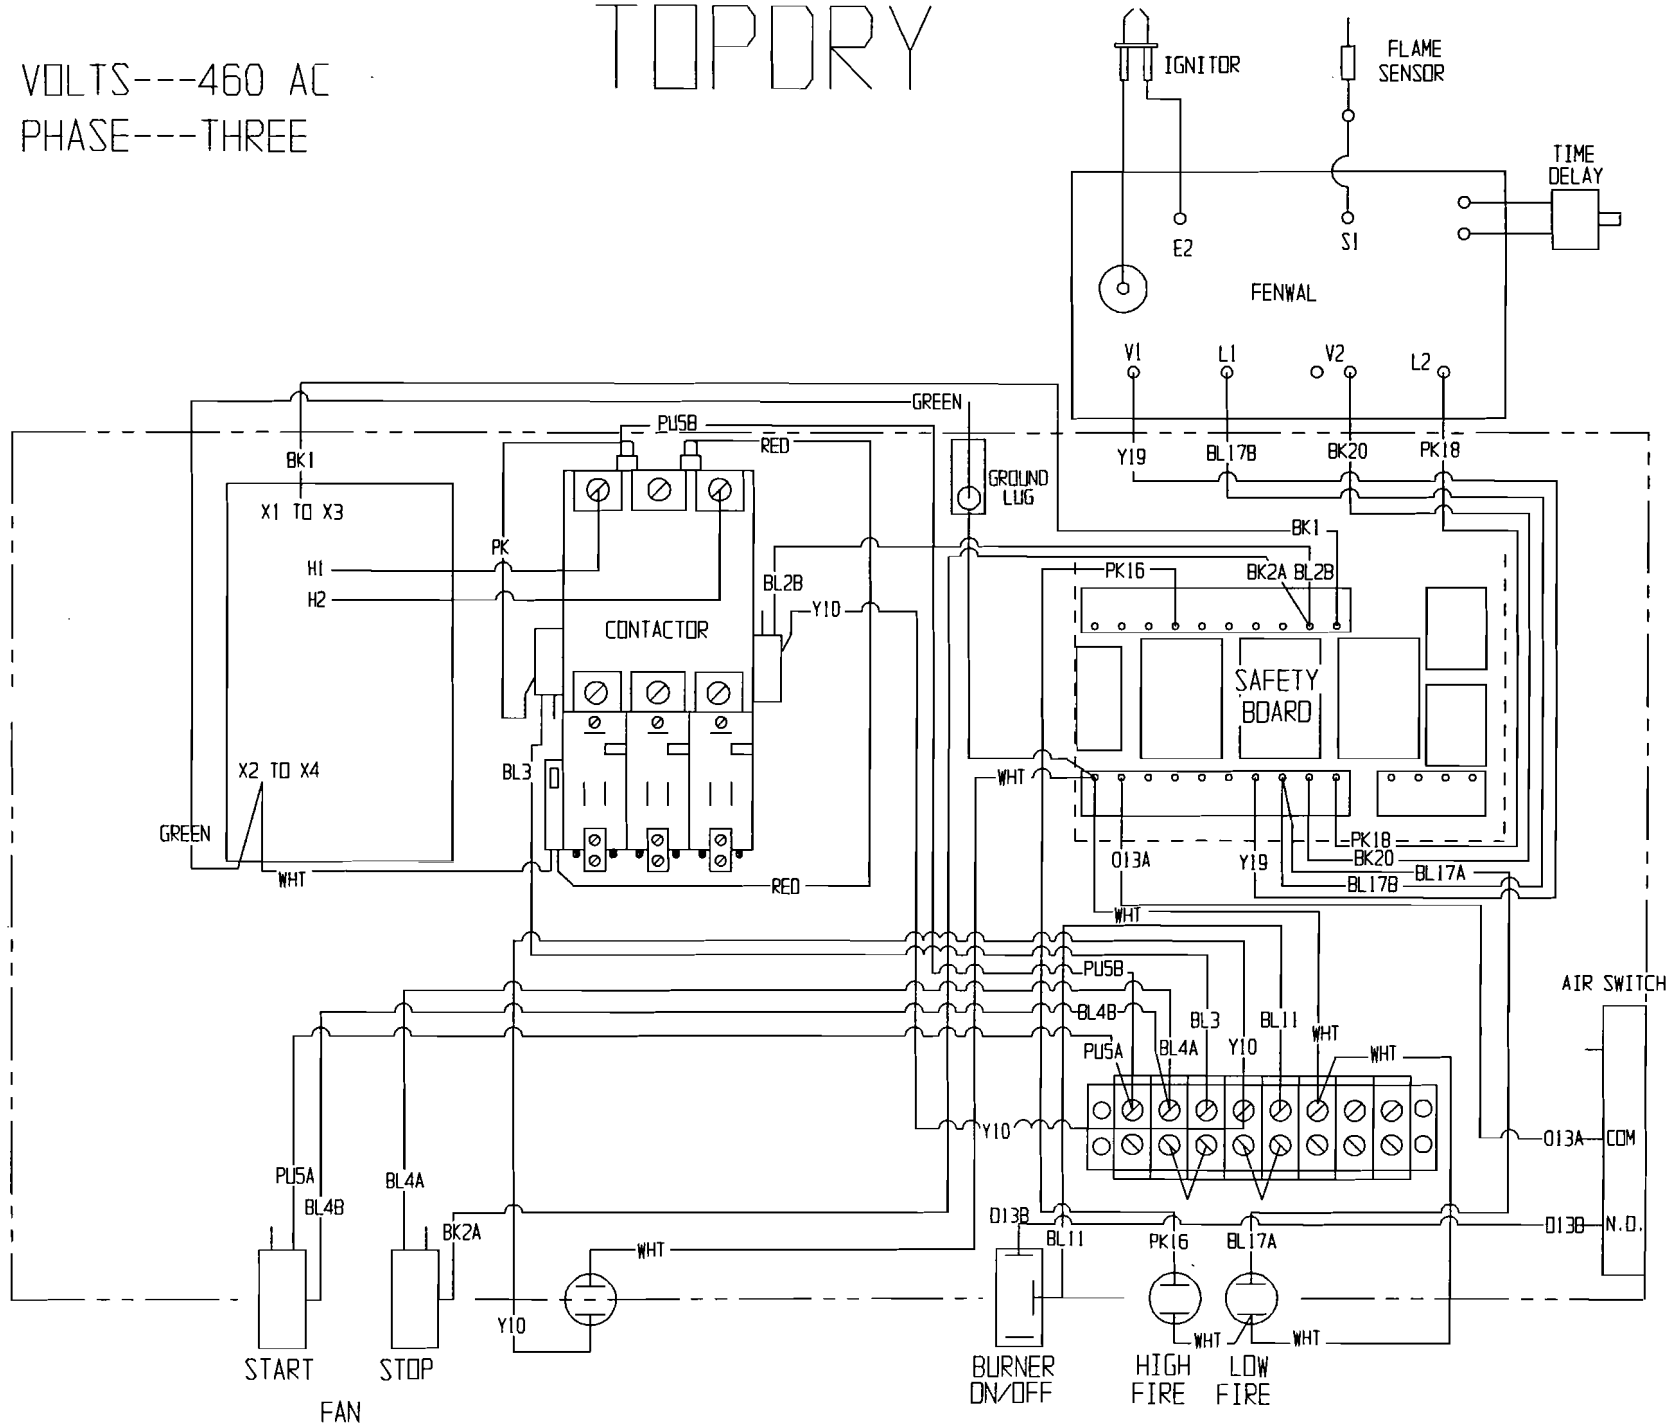 TOPDRY
VOLTS---460 AC
PHASE---THREE
IGNITOR
FLAME
SENSOR
TIME
DELAY
E2
S1
FENWAL
V1
L1
V2
L2
GREEN
PU5B
RED
BK1
Y19
BL17B
BK20
PK18
GROUND
LUG
X1 TO X3
BK1
PK
H1
H2
BL2B
Y10
PK16
BK2A
BL2B
CONTACTOR
SAFETY
BOARD
X2 TO X4
BL3
WHT
GREEN
WHT
RED
O13A
Y19
PK18
BK20
BL17A
BL17B
WHT
PU5B
AIR SWITCH
BL4B
BL3
BL11
WHT
PU5A
BL4A
Y10
WHT
Y10
O13A
COM
PU5A
BL4A
BL4B
BK2A
O13B
BL11
PK16
BL17A
O13B
N.O.
WHT
Y10
WHT
WHT
START
STOP
BURNER
ON/OFF
HIGH
FIRE
LOW
FIRE
FAN